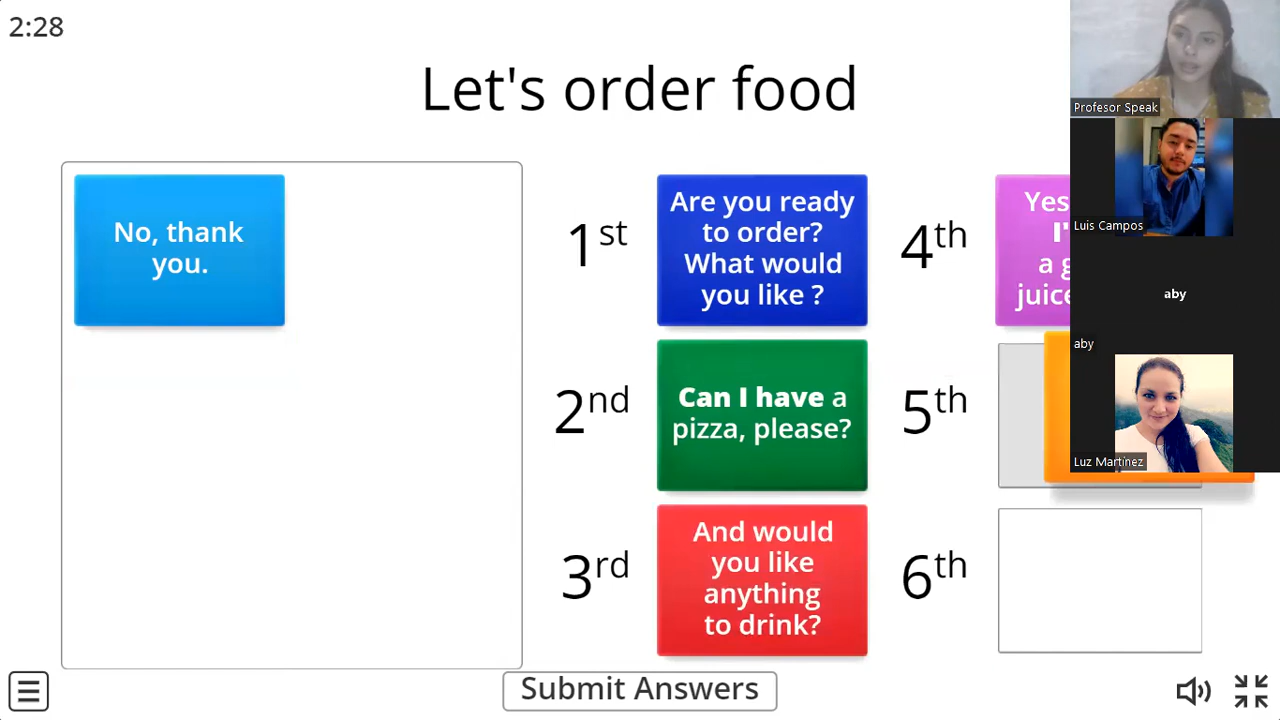 2:28
Let's order food
No, thank
you.
1st
Are you ready
to order?
What would
you like ?
2nd
Can I have a
pizza, please?
3rd
And would
you like
anything
to drink?
4th
Yes
a
juice
5th
6th
Submit Answers
Profesor Speak
Luis Campos
aby
aby
Luz Martinez